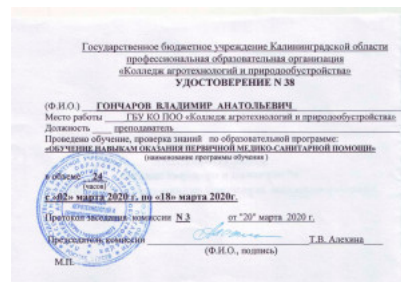 Государственное бюджетное учреждение Калининградской области
профессиональная образовательная организация
«Колледж агротехнологий и природообустройства»
УДОСТОВЕРЕНИЕ N 38
(Ф.И.О.) ГОНЧАРОВ ВЛАДИМИР АНАТОЛЬЕВИЧ
Место работы ГБУ КО ПОО «Колледж агротехнологий и природообустройства»
Должность преподаватель
Проведено обучение, проверка знаний по образовательной программе:
«ОБУЧЕНИЕ НАВЫКАМ ОКАЗАНИЯ ПЕРВИЧНОЙ МЕДИКО-САНИТАРНОЙ ПОМОЩИ»
(наименование программы обучения)
в объеме 24
(часов)
с «02» марта 2020 г. по «18» марта 2020г.
Протокол заседания комиссии N 3 от "20" марта 2020 г.
Председатель комиссии Т.В. Алехина
(Ф.И.О., подпись)
М.П.